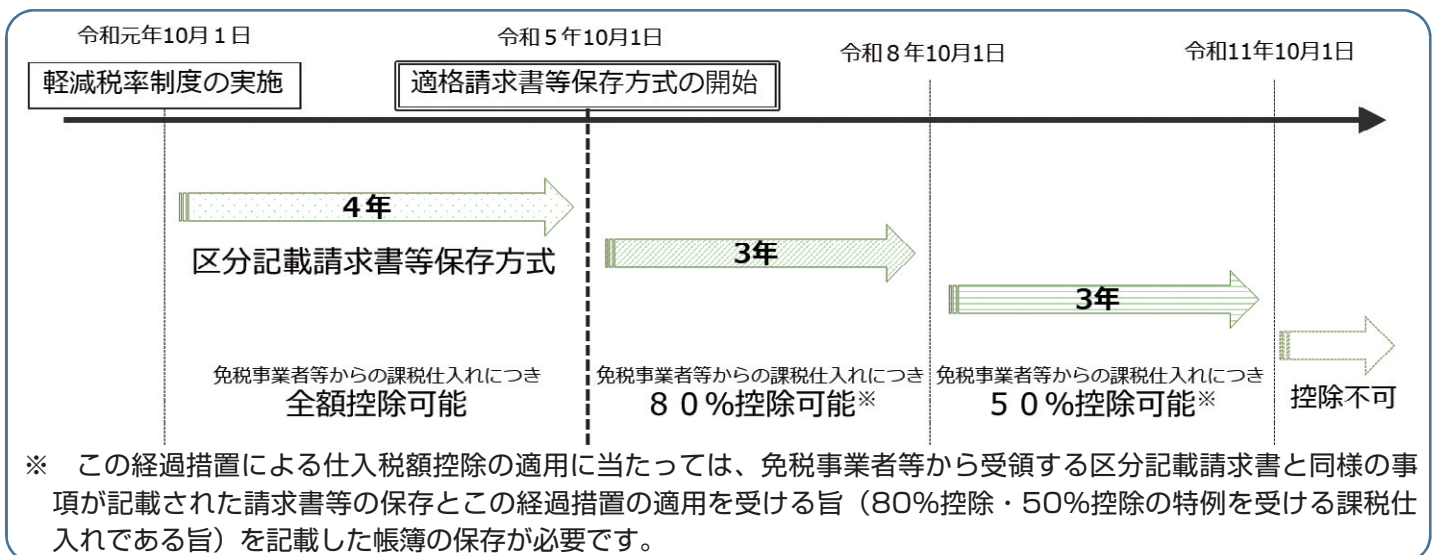 令和元年10月1日
令和5年10月1日
令和8年10月1日
令和11年10月1日
軽減税率制度の実施
適格請求書等保存方式の開始
4年
区分記載請求書等保存方式
3年
3年
免税事業者等からの課税仕入れにつき
全額控除可能
免税事業者等からの課税仕入れにつき
80%控除可能※
免税事業者等からの課税仕入れにつき
50%控除可能※
控除不可
※ この経過措置による仕入税額控除の適用に当たっては、免税事業者等から受領する区分記載請求書と同様の事
項が記載された請求書等の保存とこの経過措置の適用を受ける旨（80%控除・50%控除の特例を受ける課税仕
入れである旨）を記載した帳簿の保存が必要です。